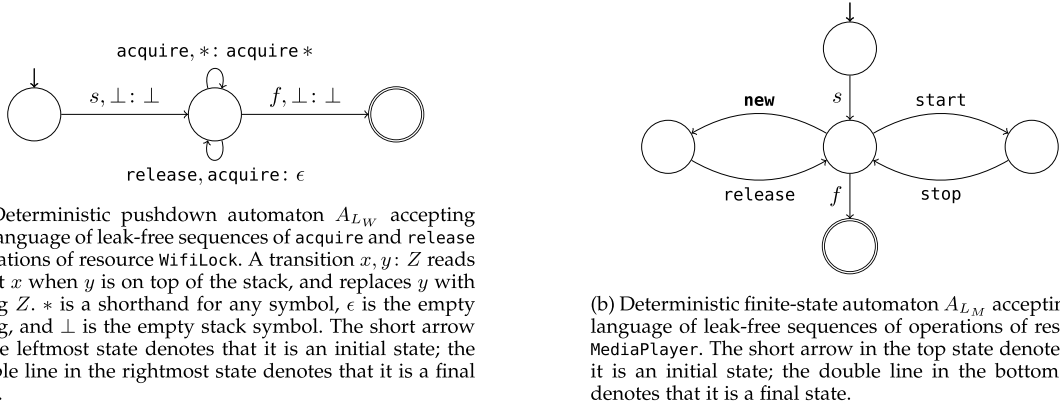 acquire, *: acquire *
s, ⊥: ⊥
f, ⊥: ⊥
release, acquire: ϵ
Deterministic pushdown automaton A_{L_W} accepting
anguage of leak-free sequences of acquire and release
ations of resource WifiLock. A transition x, y: Z reads
t x when y is on top of the stack, and replaces y with
g Z. * is a shorthand for any symbol, ϵ is the empty
g, and ⊥ is the empty stack symbol. The short arrow
e leftmost state denotes that it is an initial state; the
le line in the rightmost state denotes that it is a final
.
s
new
start
release
stop
f
(b) Deterministic finite-state automaton A_{L_M} accepti
language of leak-free sequences of operations of res
MediaPlayer. The short arrow in the top state denote
it is an initial state; the double line in the bottom
denotes that it is a final state.